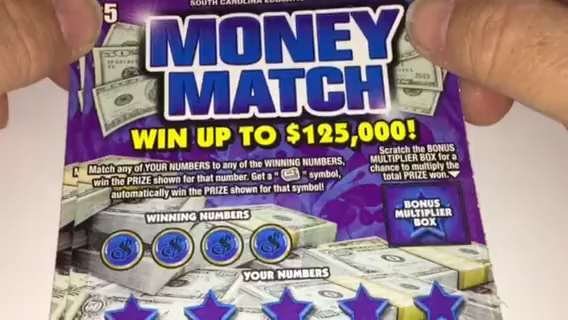 SOUTH CAROLINA EDUCATION
$5
MONEY
MATCH
WIN UP TO $125,000!
Match any of YOUR NUMBERS to any of the WINNING NUMBERS,
win the PRIZE shown for that number. Get a " " symbol,
automatically win the PRIZE shown for that symbol!
Scratch the BONUS
MULTIPLIER BOX for a
chance to multiply the
total PRIZE won.
BONUS
MULTIPLIER
BOX
WINNING NUMBERS
YOUR NUMBERS